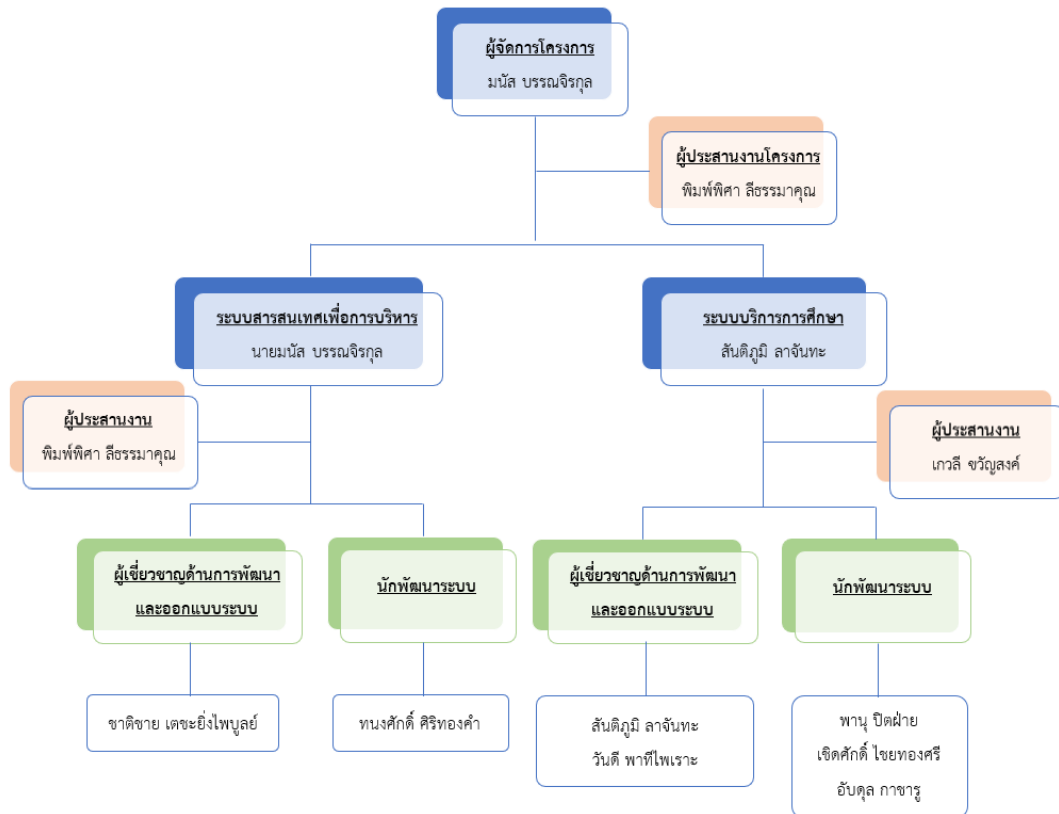 ผู้จัดการโครงการ
มนัส บรรณจิรกุล
ผู้ประสานงานโครงการ
พิมพ์พิศา ลีธรรมาคุณ
ระบบสารสนเทศเพื่อการบริหาร
นายมนัส บรรณจิรกุล
ระบบบริการการศึกษา
สันติภูมิ ลาจันทะ
ผู้ประสานงาน
พิมพ์พิศา ลีธรรมาคุณ
ผู้ประสานงาน
เกวลี ขวัญสงค์
ผู้เชี่ยวชาญด้านการพัฒนา
และออกแบบระบบ
นักพัฒนาระบบ
ผู้เชี่ยวชาญด้านการพัฒนา
และออกแบบระบบ
นักพัฒนาระบบ
ชาติชาย เตชะยิ่งไพบูลย์
ทนงศักดิ์ ศิริทองคำ
สันติภูมิ ลาจันทะ
วันดี พาทีไพเราะ
พานุ ปิตฝ่าย
เชิดศักดิ์ ไชยทองศรี
อับดุล กาซารู